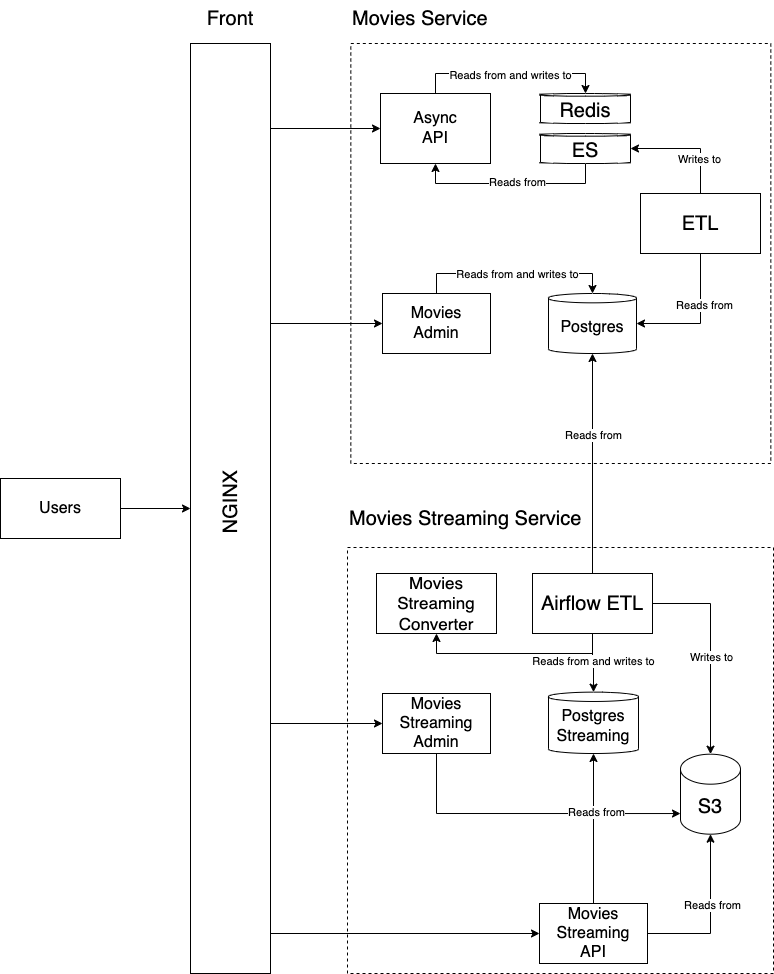 Front
Movies Service
Reads from and writes to
Async
API
Redis
ES
Writes to
Reads from
ETL
Reads from and writes to
Reads from
Movies
Admin
Postgres
Reads from
Users
NGINX
Movies Streaming Service
Movies
Streaming
Converter
Airflow ETL
Reads from and writes to
Writes to
Movies
Streaming
Admin
Postgres
Streaming
S3
Reads from
Reads from
Movies
Streaming
API